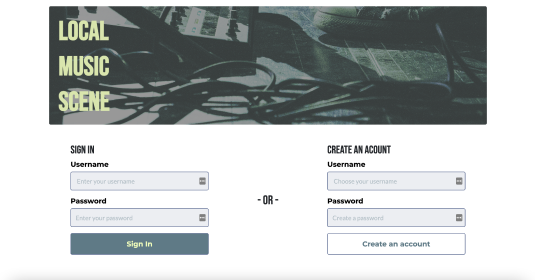 LOCAL
MUSIC
SCENE
SIGN IN
Username
Enter your username
Password
Enter your password
Sign In
- OR -
CREATE AN ACOUNT
Username
Choose your username
Password
Create a password
Create an account